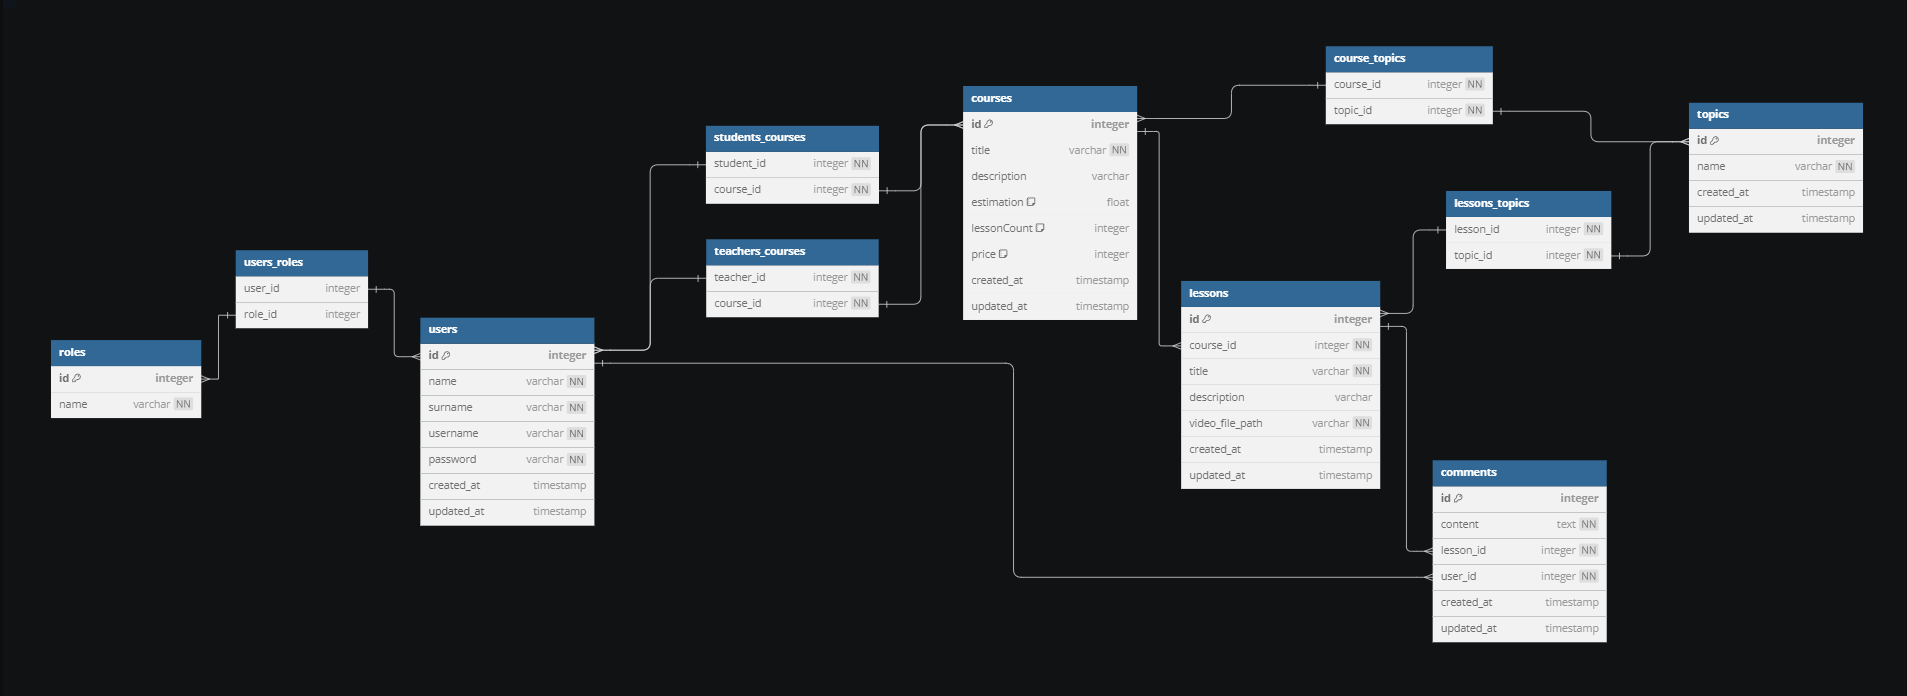 roles
id integer
name varchar NN
users_roles
user_id integer
role_id integer
users
id integer
name varchar NN
surname varchar NN
username varchar NN
password varchar NN
created_at timestamp
updated_at timestamp
students_courses
student_id integer NN
course_id integer NN
teachers_courses
teacher_id integer NN
course_id integer NN
courses
id integer
title varchar NN
description varchar
estimation float
lessonCount integer
price integer
created_at timestamp
updated_at timestamp
course_topics
course_id integer NN
topic_id integer NN
topics
id integer
name varchar NN
created_at timestamp
updated_at timestamp
lessons_topics
lesson_id integer NN
topic_id integer NN
lessons
id integer
course_id integer NN
title varchar NN
description varchar
video_file_path varchar NN
created_at timestamp
updated_at timestamp
comments
id integer
content text NN
lesson_id integer NN
user_id integer NN
created_at timestamp
updated_at timestamp